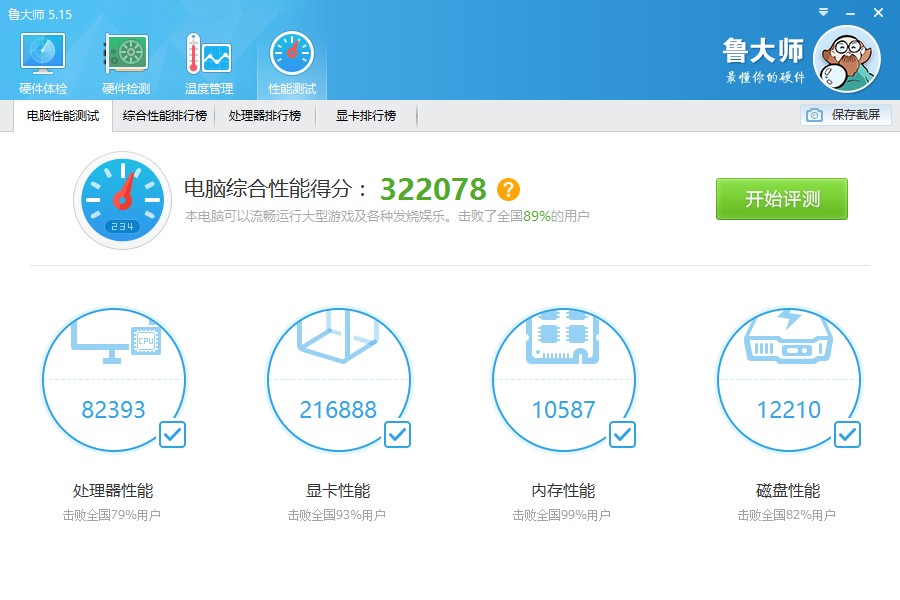 鲁大师 5.15
硬件体检 硬件检测 温度管理 性能测试
鲁大师
最懂你的硬件
电脑性能测试 综合性能排行榜 处理器排行榜 显卡排行榜 保存截屏
电脑综合性能得分： 322078 ?
本电脑可以流畅运行大型游戏及各种发烧娱乐。击败了全国89%的用户
开始评测
234
CPU
82393 216888 10587 12210
处理器性能 显卡性能 内存性能 磁盘性能
击败全国79%用户 击败全国93%用户 击败全国99%用户 击败全国82%用户